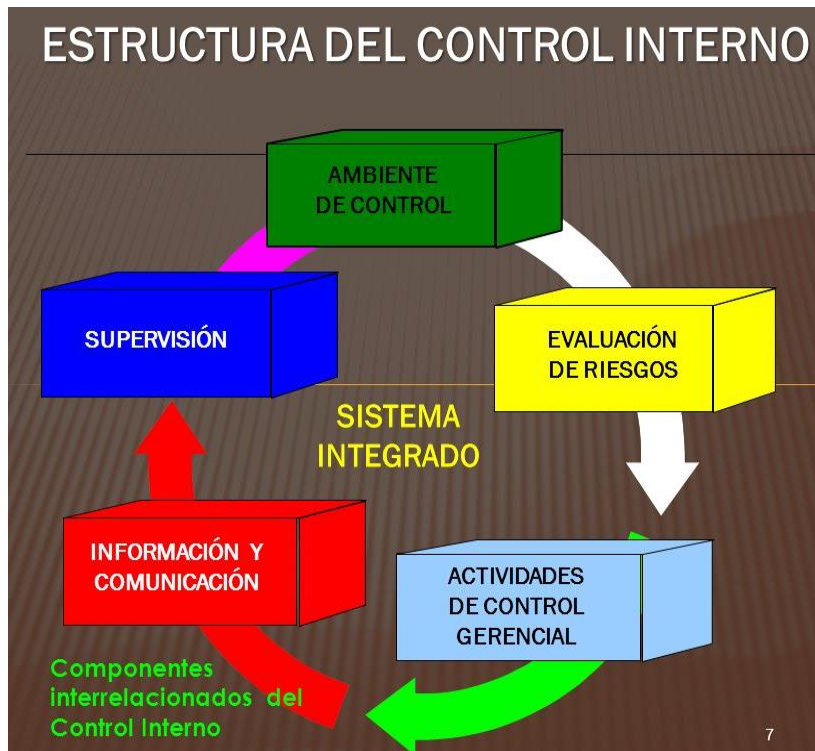 ESTRUCTURA DEL CONTROL INTERNO
AMBIENTE
DE CONTROL
SUPERVISIÓN
EVALUACIÓN
DE RIESGOS
SISTEMA
INTEGRADO
INFORMACIÓN Y
COMUNICACIÓN
ACTIVIDADES
DE CONTROL
GERENCIAL
Componentes
interrelacionados del
Control Interno
7